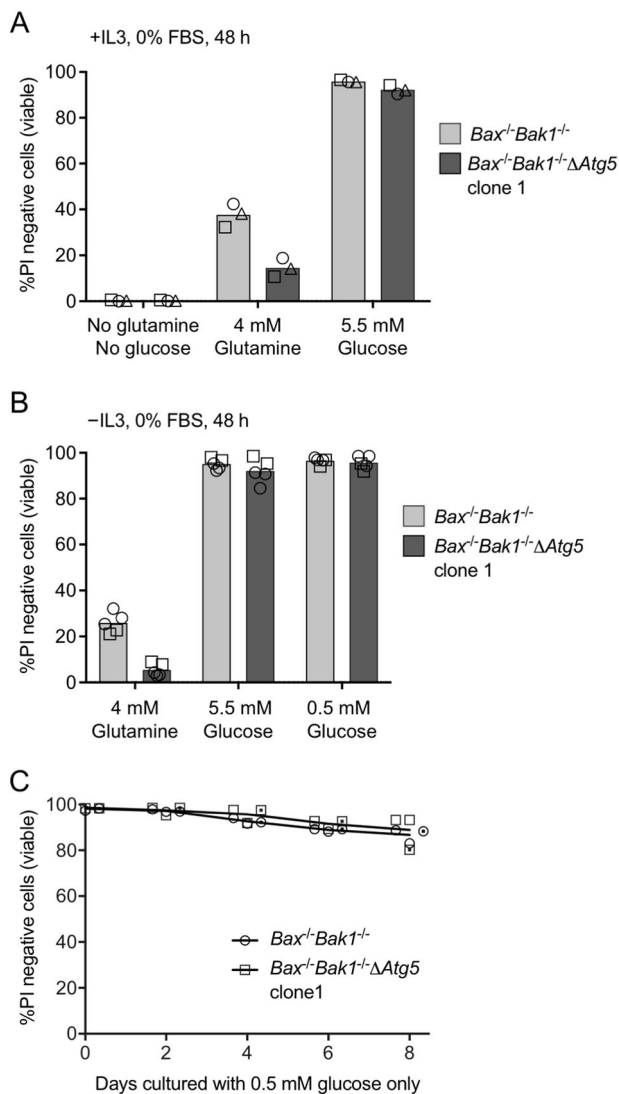 A
+IL3, 0% FBS, 48 h
%PI negative cells (viable)
100
80
60
40
20
0
No glutamine
No glucose
4 mM
Glutamine
5.5 mM
Glucose
Bax-/-Bak1-/-
Bax-/-Bak1-/-ΔAtg5
clone 1
B
−IL3, 0% FBS, 48 h
%PI negative cells (viable)
100
80
60
40
20
0
4 mM
Glutamine
5.5 mM
Glucose
0.5 mM
Glucose
Bax-/-Bak1-/-
Bax-/-Bak1-/-ΔAtg5
clone 1
C
%PI negative cells (viable)
100
80
60
40
20
0
Bax-/-Bak1-/-
Bax-/-Bak1-/-ΔAtg5
clone1
0 2 4 6 8
Days cultured with 0.5 mM glucose only